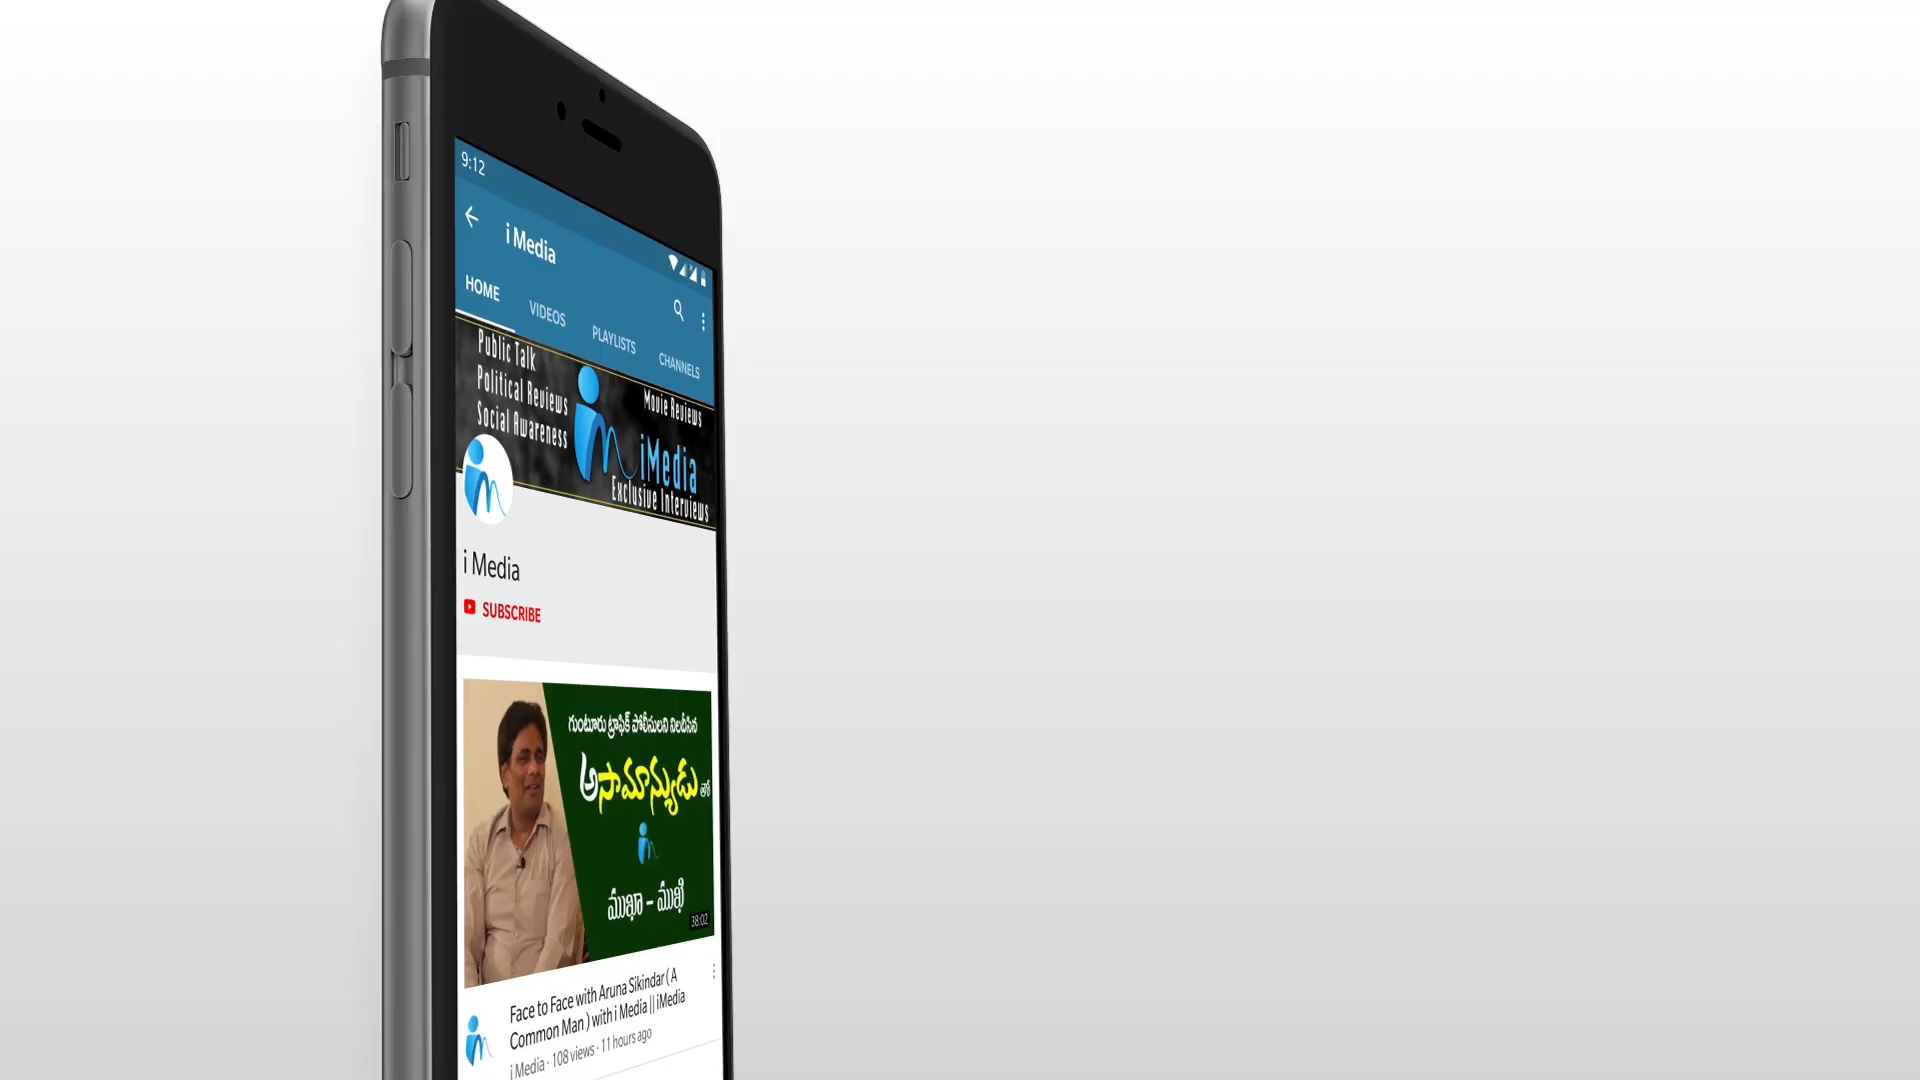 9:12
i Media
HOME
VIDEOS
PLAYLISTS
CHANNELS
Public Talk
Political Reviews
Social Awareness
Movie Reviews
iMedia
Exclusive Interviews
i Media
SUBSCRIBE
గుంటూరు ట్రాఫిక్ పోలీసులని నిలదీసిన
అసామాన్యుడు తో
ముఖా – ముఖి
38:02
Face to Face with Aruna Sikindar ( A
Common Man ) with i Media || iMedia
i Media · 108 views · 11 hours ago